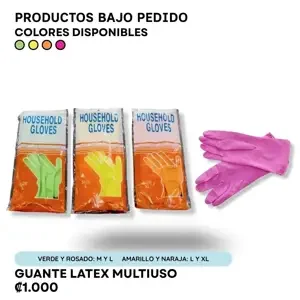 PRODUCTOS BAJO PEDIDO
COLORES DISPONIBLES
HOUSEHOLD
GLOVES
HOUSEHOLD
GLOVES
HOUSEHOLD
GLOVES
VERDE Y ROSADO: M Y L AMARILLO Y NARAJA: L Y XL
GUANTE LATEX MULTIUSO
₡1.000